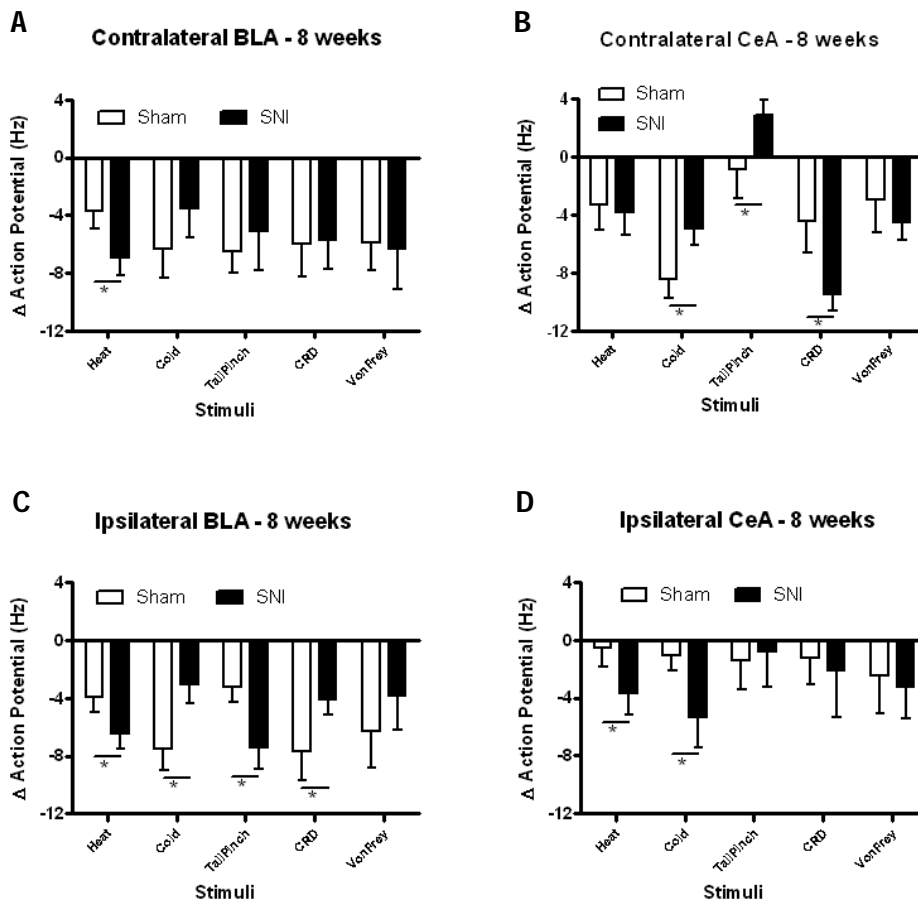 A
Contralateral BLA - 8 weeks
4
0
-4
-8
-12
Δ Action Potential (Hz)
Sham
SNI
*
Heat
Cold
TailPinch
CRD
VonFrey
Stimuli
B
Contralateral CeA - 8 weeks
4
0
-4
-8
-12
Δ Action Potential (Hz)
Sham
SNI
*
*
*
Heat
Cold
TailPinch
CRD
VonFrey
Stimuli
C
Ipsilateral BLA - 8 weeks
4
0
-4
-8
-12
Δ Action Potential (Hz)
Sham
SNI
*
*
*
*
Heat
Cold
TailPinch
CRD
VonFrey
Stimuli
D
Ipsilateral CeA - 8 weeks
4
0
-4
-8
-12
Δ Action Potential (Hz)
Sham
SNI
*
*
Heat
Cold
TailPinch
CRD
VonFrey
Stimuli